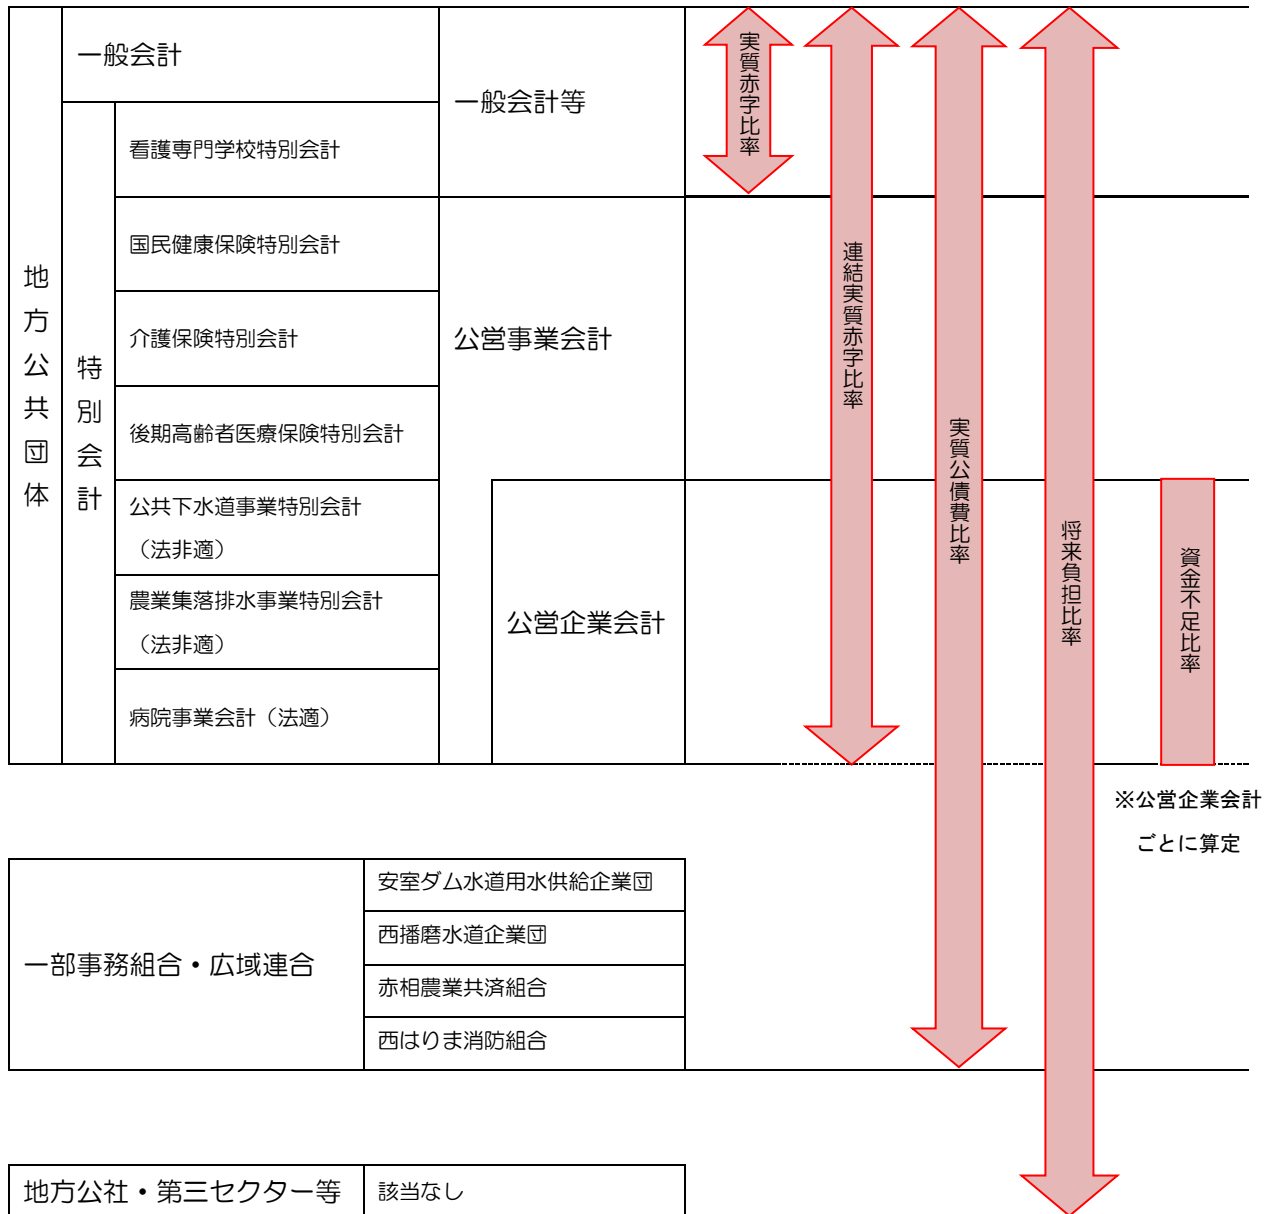 地方公共団体
一般会計
特別会計
看護専門学校特別会計
国民健康保険特別会計
介護保険特別会計
後期高齢者医療保険特別会計
公共下水道事業特別会計
（法非適）
農業集落排水事業特別会計
（法非適）
病院事業会計（法適）
一般会計等
公営事業会計
公営企業会計
実質赤字比率
連結実質赤字比率
実質公債費比率
将来負担比率
資金不足比率
※公営企業会計
ごとに算定
一部事務組合・広域連合
安室ダム水道用水供給企業団
西播磨水道企業団
赤相農業共済組合
西はりま消防組合
地方公社・第三セクター等
該当なし